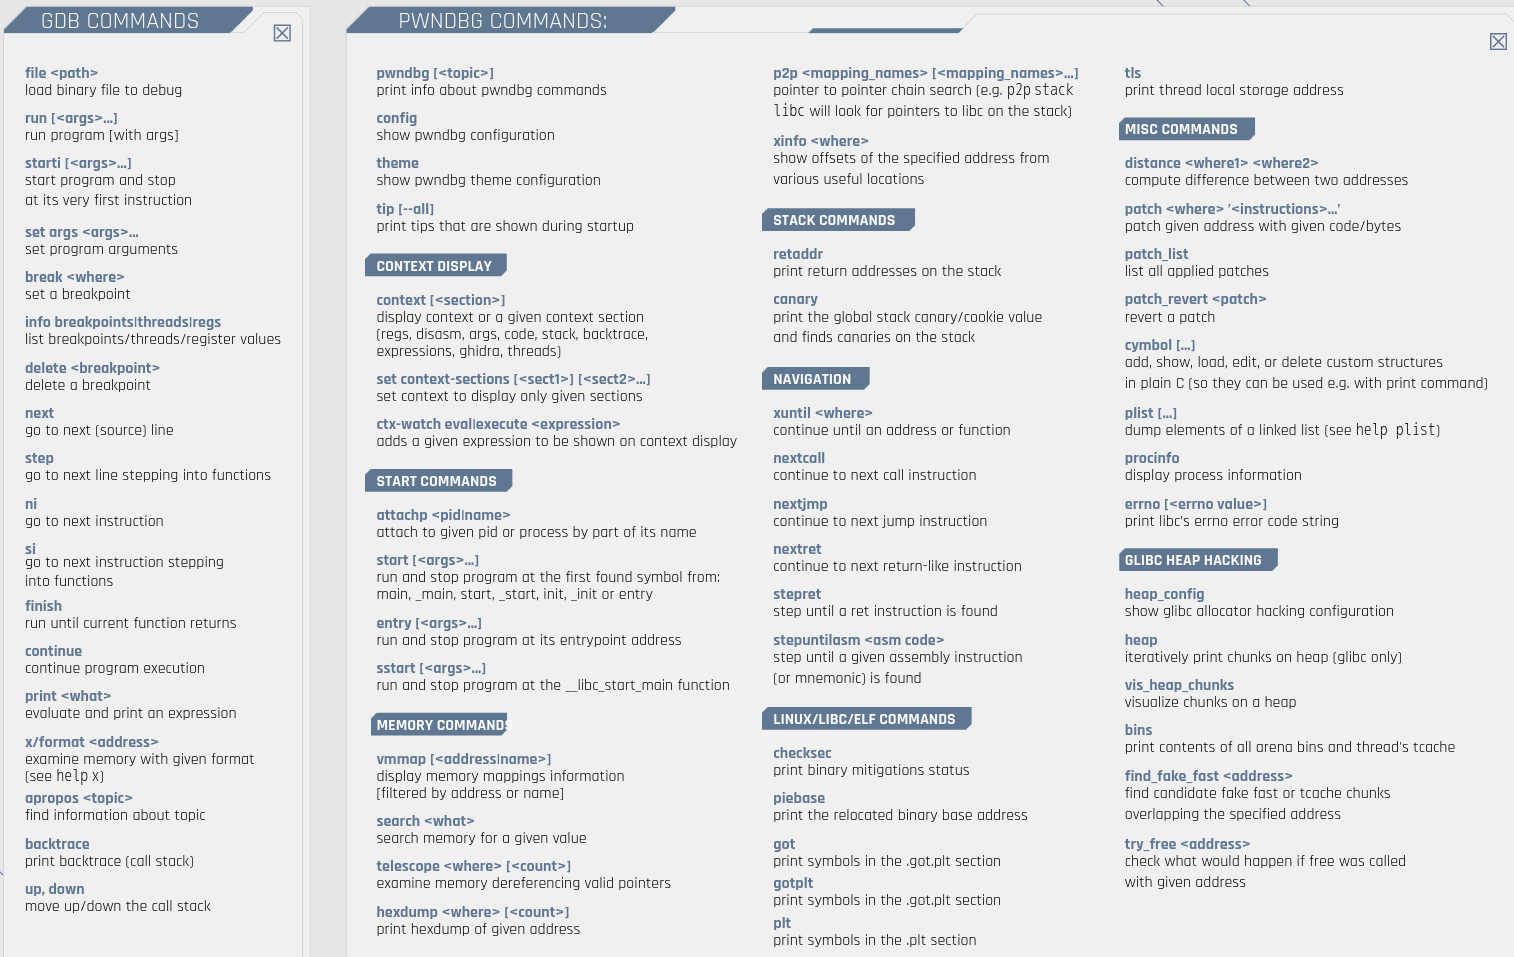 GDB COMMANDS
file <path>
load binary file to debug
run [<args>...]
run program [with args]
starti [<args>...]
start program and stop
at its very first instruction
set args <args>...
set program arguments
break <where>
set a breakpoint
info breakpoints|threads|regs
list breakpoints/threads/register values
delete <breakpoint>
delete a breakpoint
next
go to next (source) line
step
go to next line stepping into functions
ni
go to next instruction
si
go to next instruction stepping
into functions
finish
run until current function returns
continue
continue program execution
print <what>
evaluate and print an expression
x/format <address>
examine memory with given format
(see help x)
apropos <topic>
find information about topic
backtrace
print backtrace (call stack)
up, down
move up/down the call stack
PWNDBG COMMANDS:
pwndbg [<topic>]
print info about pwndbg commands
config
show pwndbg configuration
theme
show pwndbg theme configuration
tip [--all]
print tips that are shown during startup
CONTEXT DISPLAY
context [<section>]
display context or a given context section
(regs, disasm, args, code, stack, backtrace,
expressions, ghidra, threads)
set context-sections [<sect1>] [<sect2>...]
set context to display only given sections
ctx-watch eval|execute <expression>
adds a given expression to be shown on context display
START COMMANDS
attachp <pid|name>
attach to given pid or process by part of its name
start [<args>...]
run and stop program at the first found symbol from:
main, _main, start, _start, init, _init or entry
entry [<args>...]
run and stop program at its entrypoint address
sstart [<args>...]
run and stop program at the __libc_start_main function
MEMORY COMMANDS
vmmap [<address|name>]
display memory mappings information
[filtered by address or name]
search <what>
search memory for a given value
telescope <where> [<count>]
examine memory dereferencing valid pointers
hexdump <where> [<count>]
print hexdump of given address
p2p <mapping_names> [<mapping_names>...]
pointer to pointer chain search (e.g. p2p stack
libc will look for pointers to libc on the stack)
xinfo <where>
show offsets of the specified address from
various useful locations
STACK COMMANDS
retaddr
print return addresses on the stack
canary
print the global stack canary/cookie value
and finds canaries on the stack
NAVIGATION
xuntil <where>
continue until an address or function
nextcall
continue to next call instruction
nextjmp
continue to next jump instruction
nextret
continue to next return-like instruction
stepret
step until a ret instruction is found
stepuntilasm <asm code>
step until a given assembly instruction
(or mnemonic) is found
LINUX/LIBC/ELF COMMANDS
checksec
print binary mitigations status
piebase
print the relocated binary base address
got
print symbols in the .got.plt section
gotplt
print symbols in the .got.plt section
plt
print symbols in the .plt section
tls
print thread local storage address
MISC COMMANDS
distance <where1> <where2>
compute difference between two addresses
patch <where> '<instructions>...'
patch given address with given code/bytes
patch_list
list all applied patches
patch_revert <patch>
revert a patch
cymbol [...]
add, show, load, edit, or delete custom structures
in plain C (so they can be used e.g. with print command)
plist [...]
dump elements of a linked list (see help plist)
procinfo
display process information
errno [<errno value>]
print libc's errno error code string
GLIBC HEAP HACKING
heap_config
show glibc allocator hacking configuration
heap
iteratively print chunks on heap (glibc only)
vis_heap_chunks
visualize chunks on a heap
bins
print contents of all arena bins and thread's tcache
find_fake_fast <address>
find candidate fake fast or tcache chunks
overlapping the specified address
try_free <address>
check what would happen if free was called
with given address